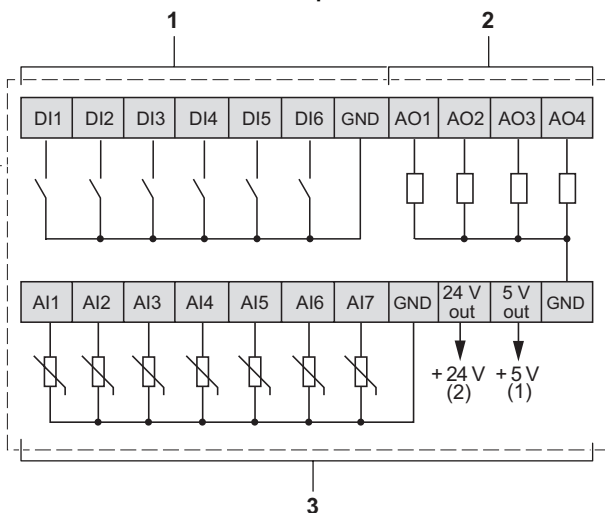 1 2
DI1 DI2 DI3 DI4 DI5 DI6 GND AO1 AO2 AO3 AO4
AI1 AI2 AI3 AI4 AI5 AI6 AI7 GND 24 V out 5 V out GND
+24 V (2) +5 V (1)
3